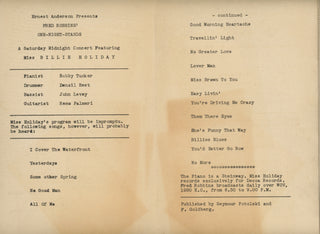 Ernest Anderson Presents
FRED ROBBINS'
ONE-NIGHT-STANDS
A Saturday Midnight Concert Featuring
Miss BILLIE HOLIDAY
Pianist Bobby Tucker
Drummer Denzil Best
Bassist John Levey
Guitarist Rene Palmeri
Miss Holiday's program will be impromptu.
The following songs, however, will probably
be heard:
I Cover The Waterfront
Yesterdays
Some other Spring
No Good Man
All Of Me
- continued -
Good Morning Heartache
Travellin' Light
No Greater Love
Lover Man
Miss Brown To You
Easy Livin'
You're Driving Me Crazy
Them There Eyes
She's Funny That Way
Billies Blues
You'd Better Go Now
No More
******************
The Piano is a Steinway. Miss Holiday
records exclusively for Decca Records.
Fred Robbins Broadcasts daily over WOV,
1280 K.C., from 6.30 to 9.00 P.M.
Published by Seymour
F. Goldberg.